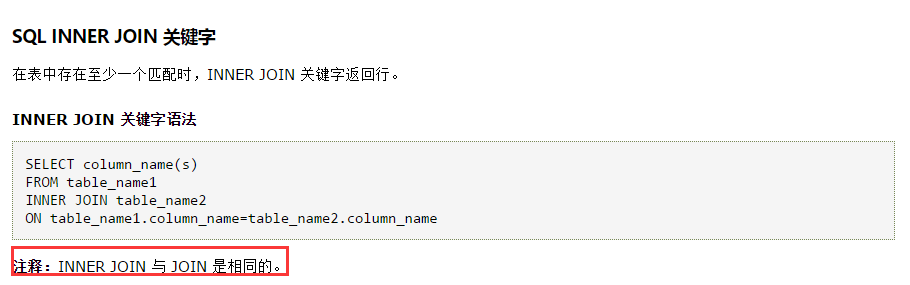 SQL INNER JOIN 关键字
在表中存在至少一个匹配时，INNER JOIN 关键字返回行。
INNER JOIN 关键字语法
SELECT column_name(s)
FROM table_name1
INNER JOIN table_name2
ON table_name1.column_name=table_name2.column_name
注释：INNER JOIN 与 JOIN 是相同的。